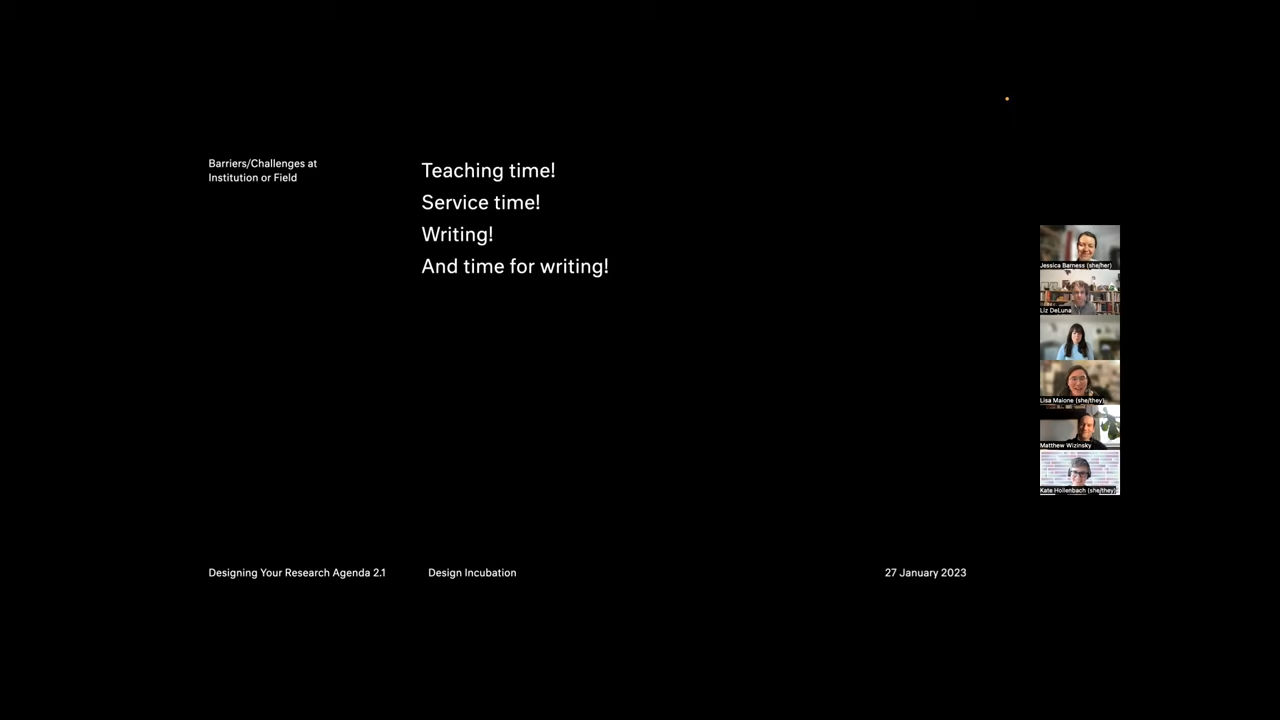 Barriers/Challenges at
Institution or Field
Teaching time!
Service time!
Writing!
And time for writing!
Jessica Barness (she/her)
Liz DeLuna
Lisa Maione (she/they)
Matthew Wizinsky
Kate Hollenbach (she/they)
Designing Your Research Agenda 2.1
Design Incubation
27 January 2023